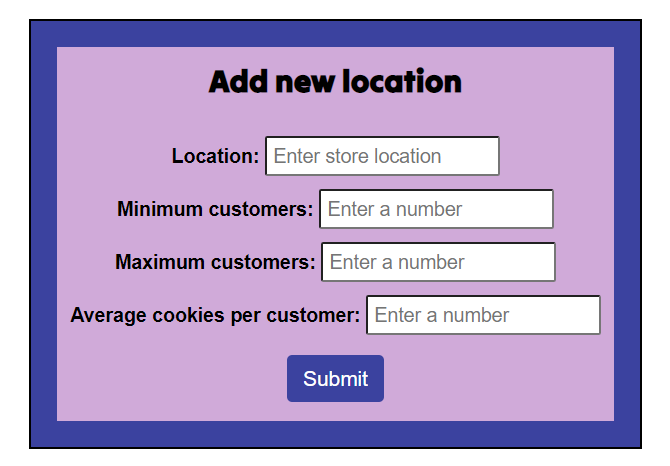 Add new location
Location: Enter store location
Minimum customers: Enter a number
Maximum customers: Enter a number
Average cookies per customer: Enter a number
Submit